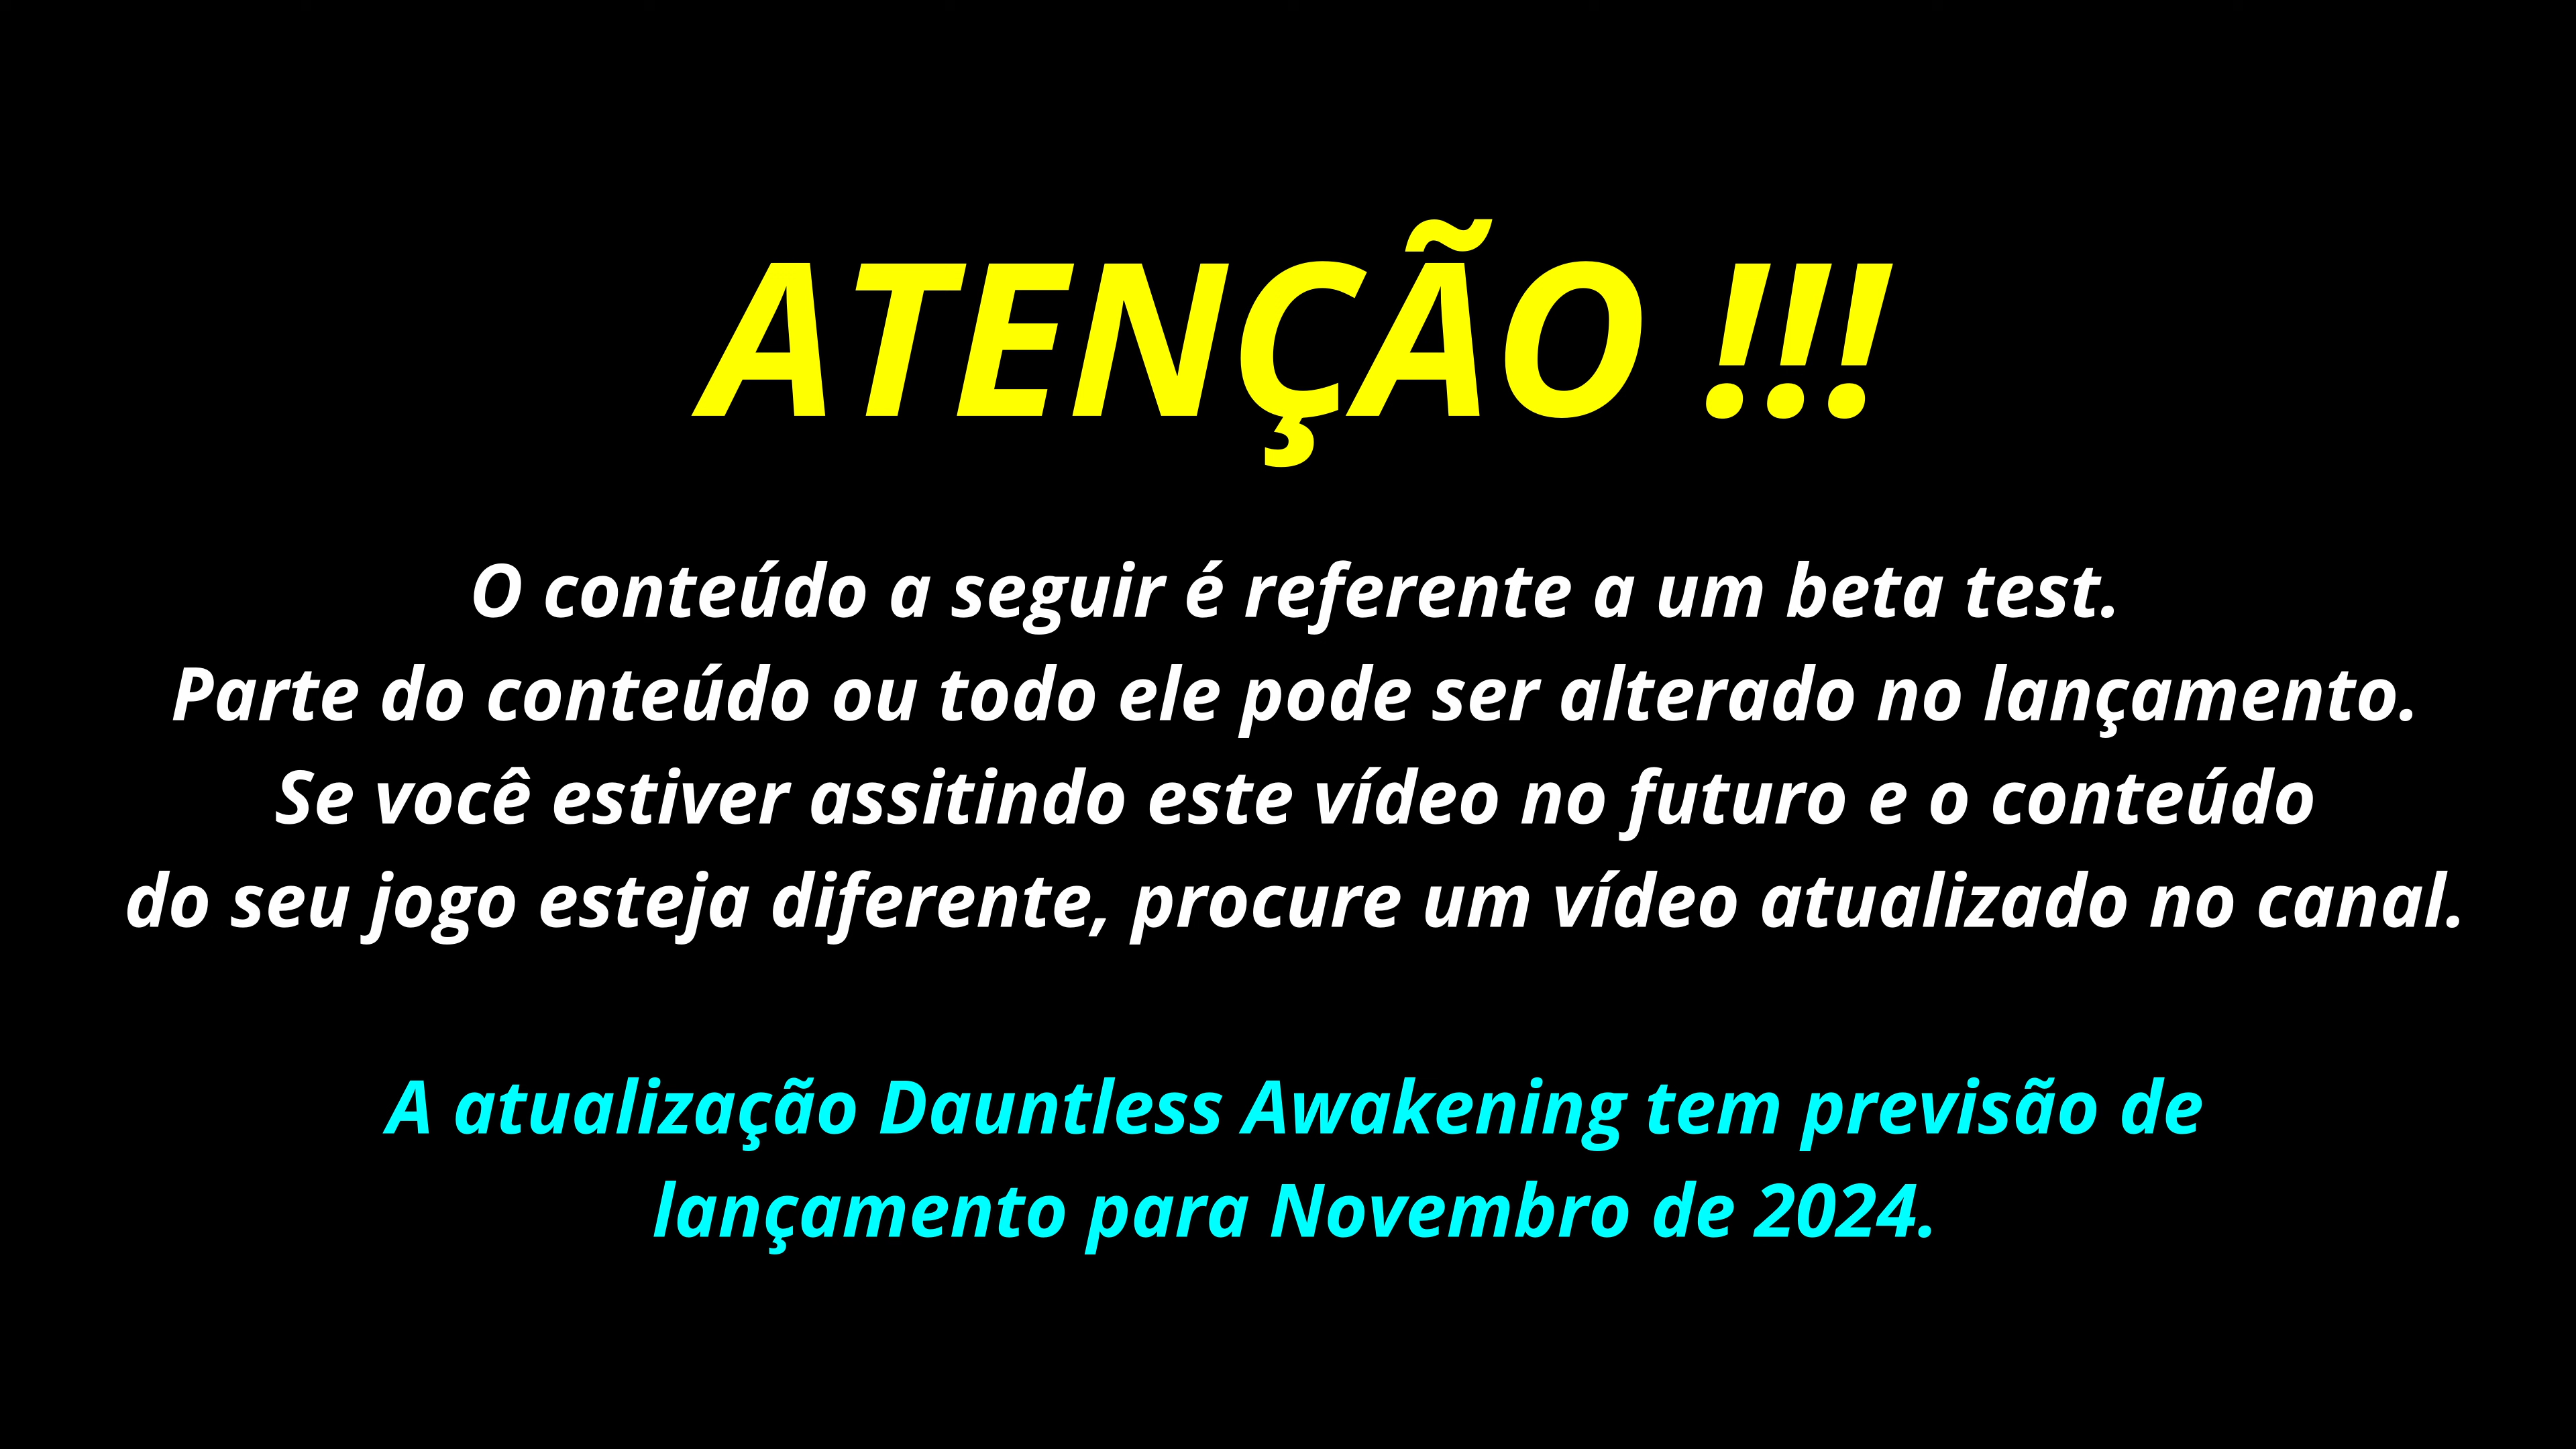 ATENÇÃO !!!
O conteúdo a seguir é referente a um beta test.
Parte do conteúdo ou todo ele pode ser alterado no lançamento.
Se você estiver assitindo este vídeo no futuro e o conteúdo
do seu jogo esteja diferente, procure um vídeo atualizado no canal.
A atualização Dauntless Awakening tem previsão de
lançamento para Novembro de 2024.